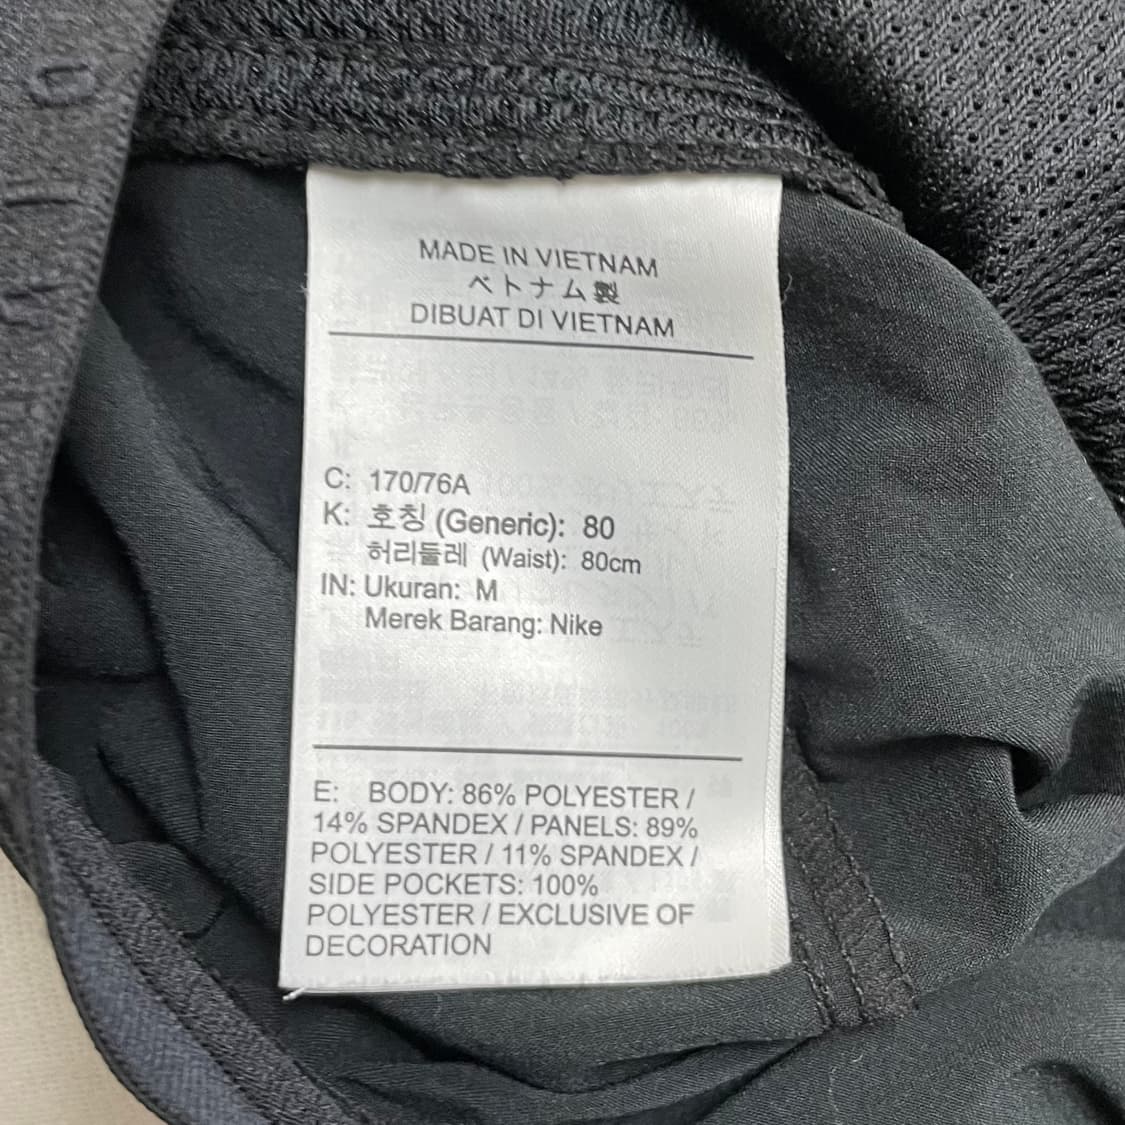 MADE IN VIETNAM
ベトナム製
DIBUAT DI VIETNAM
C: 170/76A
K: 호칭 (Generic): 80
허리둘레 (Waist): 80cm
IN: Ukuran: M
Merek Barang: Nike
E: BODY: 86% POLYESTER /
14% SPANDEX / PANELS: 89%
POLYESTER / 11% SPANDEX /
SIDE POCKETS: 100%
POLYESTER / EXCLUSIVE OF
DECORATION